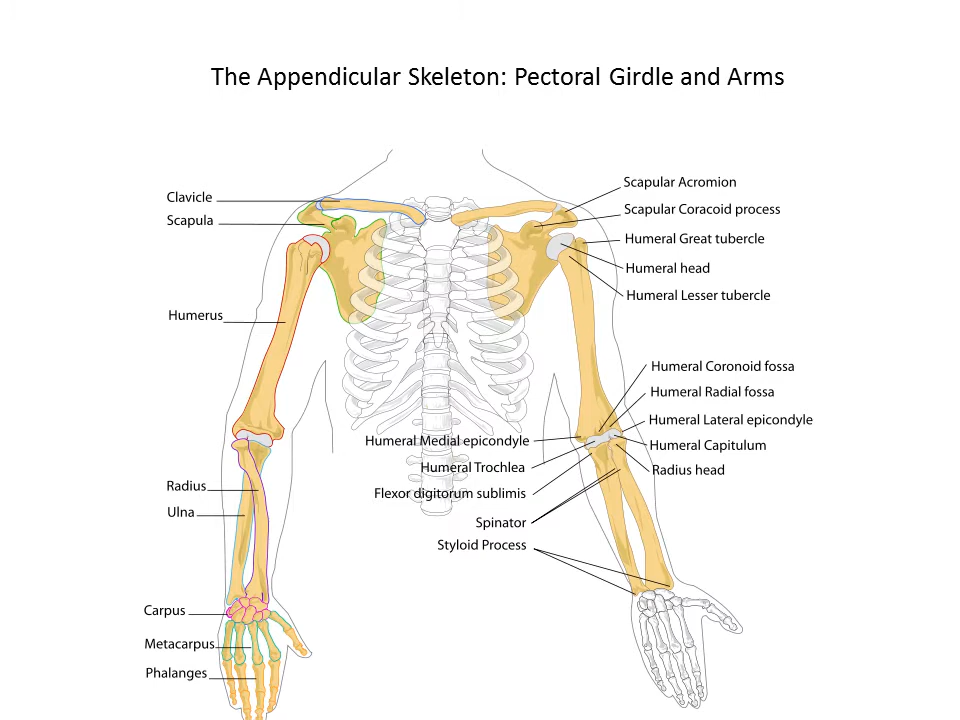 The Appendicular Skeleton: Pectoral Girdle and Arms
Clavicle
Scapula
Humerus
Radius
Ulna
Carpus
Metacarpus
Phalanges
Scapular Acromion
Scapular Coracoid process
Humeral Great tubercle
Humeral head
Humeral Lesser tubercle
Humeral Coronoid fossa
Humeral Radial fossa
Humeral Lateral epicondyle
Humeral Capitulum
Radius head
Humeral Medial epicondyle
Humeral Trochlea
Flexor digitorum sublimis
Spinator
Styloid Process